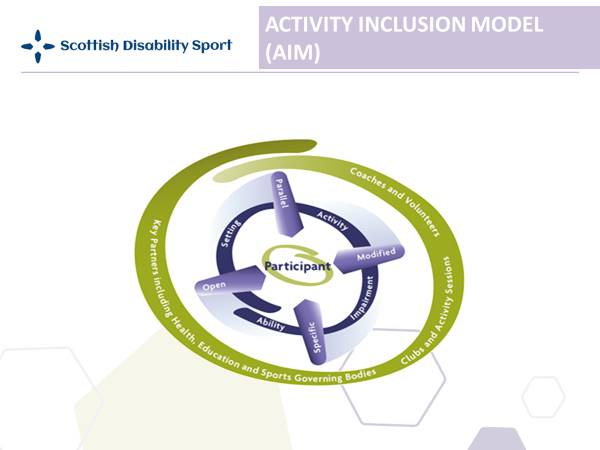 Scottish Disability Sport
ACTIVITY INCLUSION MODEL
(AIM)
Coaches and Volunteers
Parallel
Setting
Activity
Key Partners including Health, Education and Sports Governing Bodies
Participant
Modified
Open
Impairment
Ability
Specific
Clubs and Activity Sessions